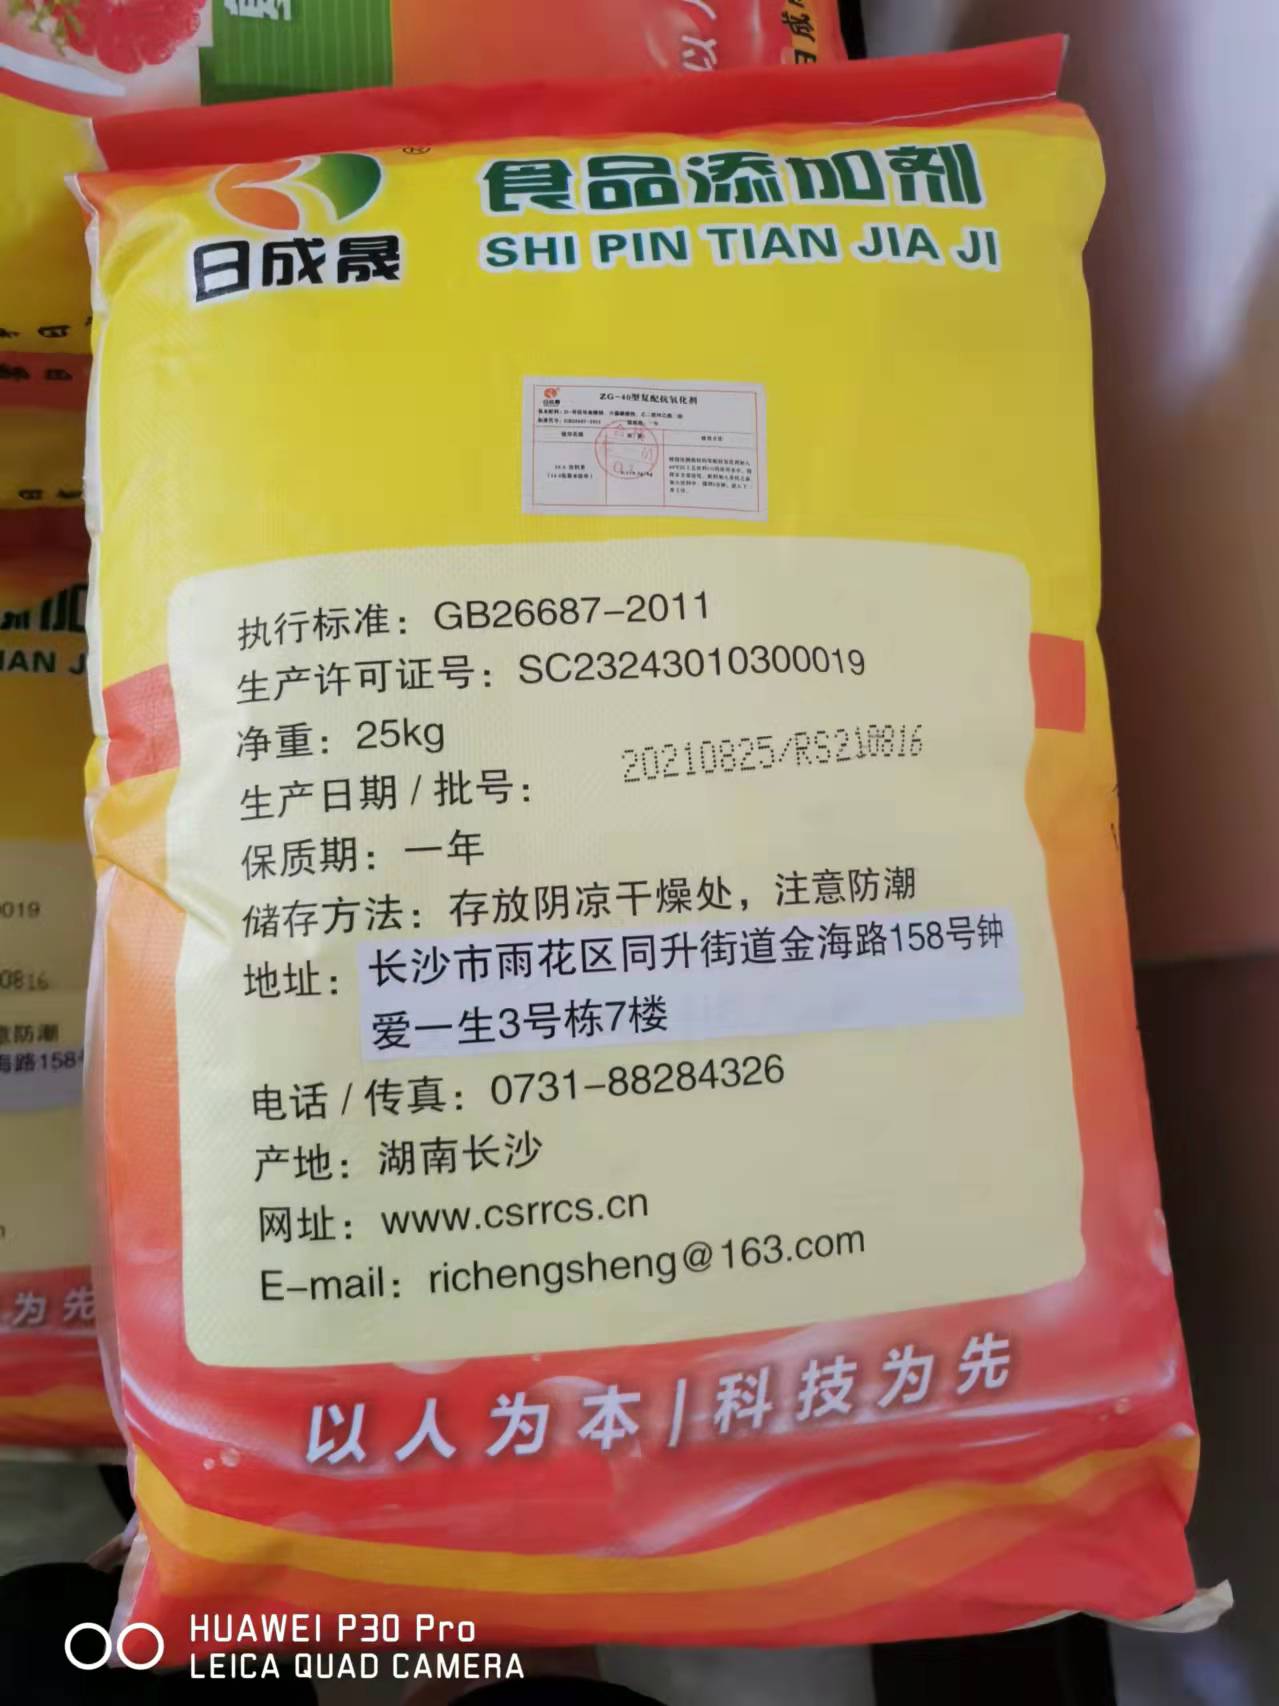 食品添加剂
SHI PIN TIAN JIA JI
日成晟
ZG-40型复配抗氧化剂
执行标准：GB26687-2011
生产许可证号：SC23243010300019
净重：25kg
生产日期/批号：20210825/RS210816
保质期：一年
储存方法：存放阴凉干燥处，注意防潮
地址：长沙市雨花区同升街道金海路158号钟
爱一生3号栋7楼
电话/传真：0731-88284326
产地：湖南长沙
网址：www.csrrcs.cn
E-mail：richengsheng@163.com
以人为本/科技为先
HUAWEI P30 Pro
LEICA QUAD CAMERA